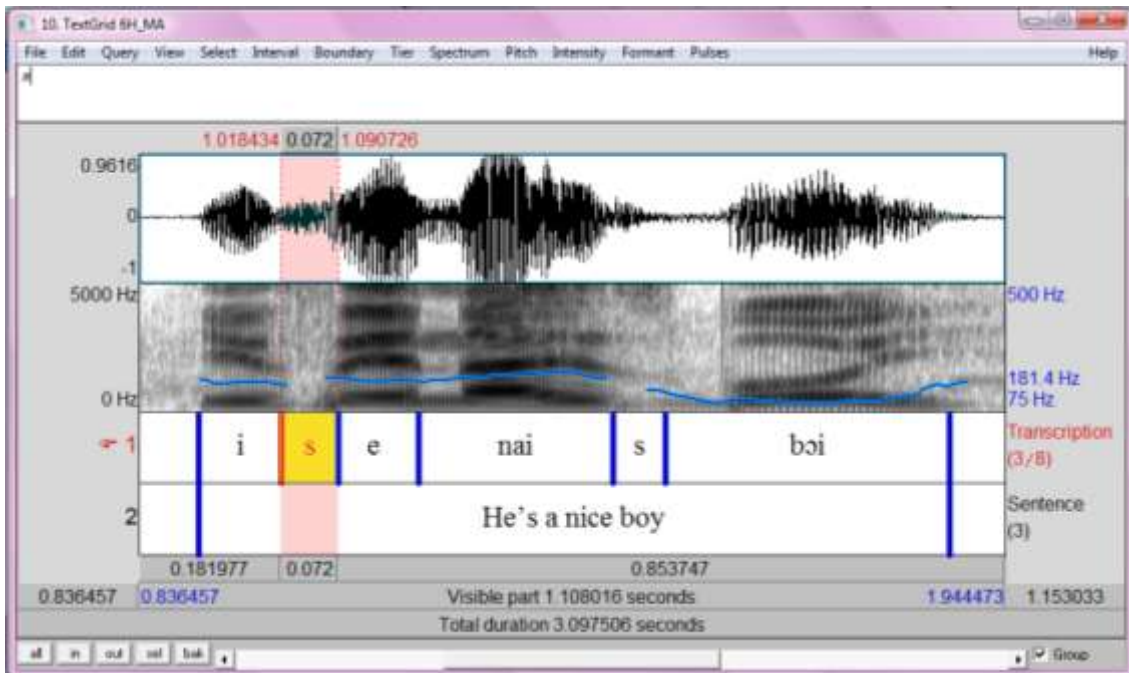 10. TextGrid 6H_MA
File Edit Query View Select Interval Boundary Tier Spectrum Pitch Intensity Formant Pulses Help
s
1.018434 0.072 1.090726
0.9616
0
-1
5000 Hz 500 Hz
181.4 Hz
0 Hz 75 Hz
1 i s e nai s bɔi Transcription
(3/8)
2 He's a nice boy Sentence
(3)
0.181977 0.072 0.853747
0.836457 0.836457 Visible part 1.108016 seconds 1.944473 1.153033
Total duration 3.097506 seconds
all in out sel bak Group